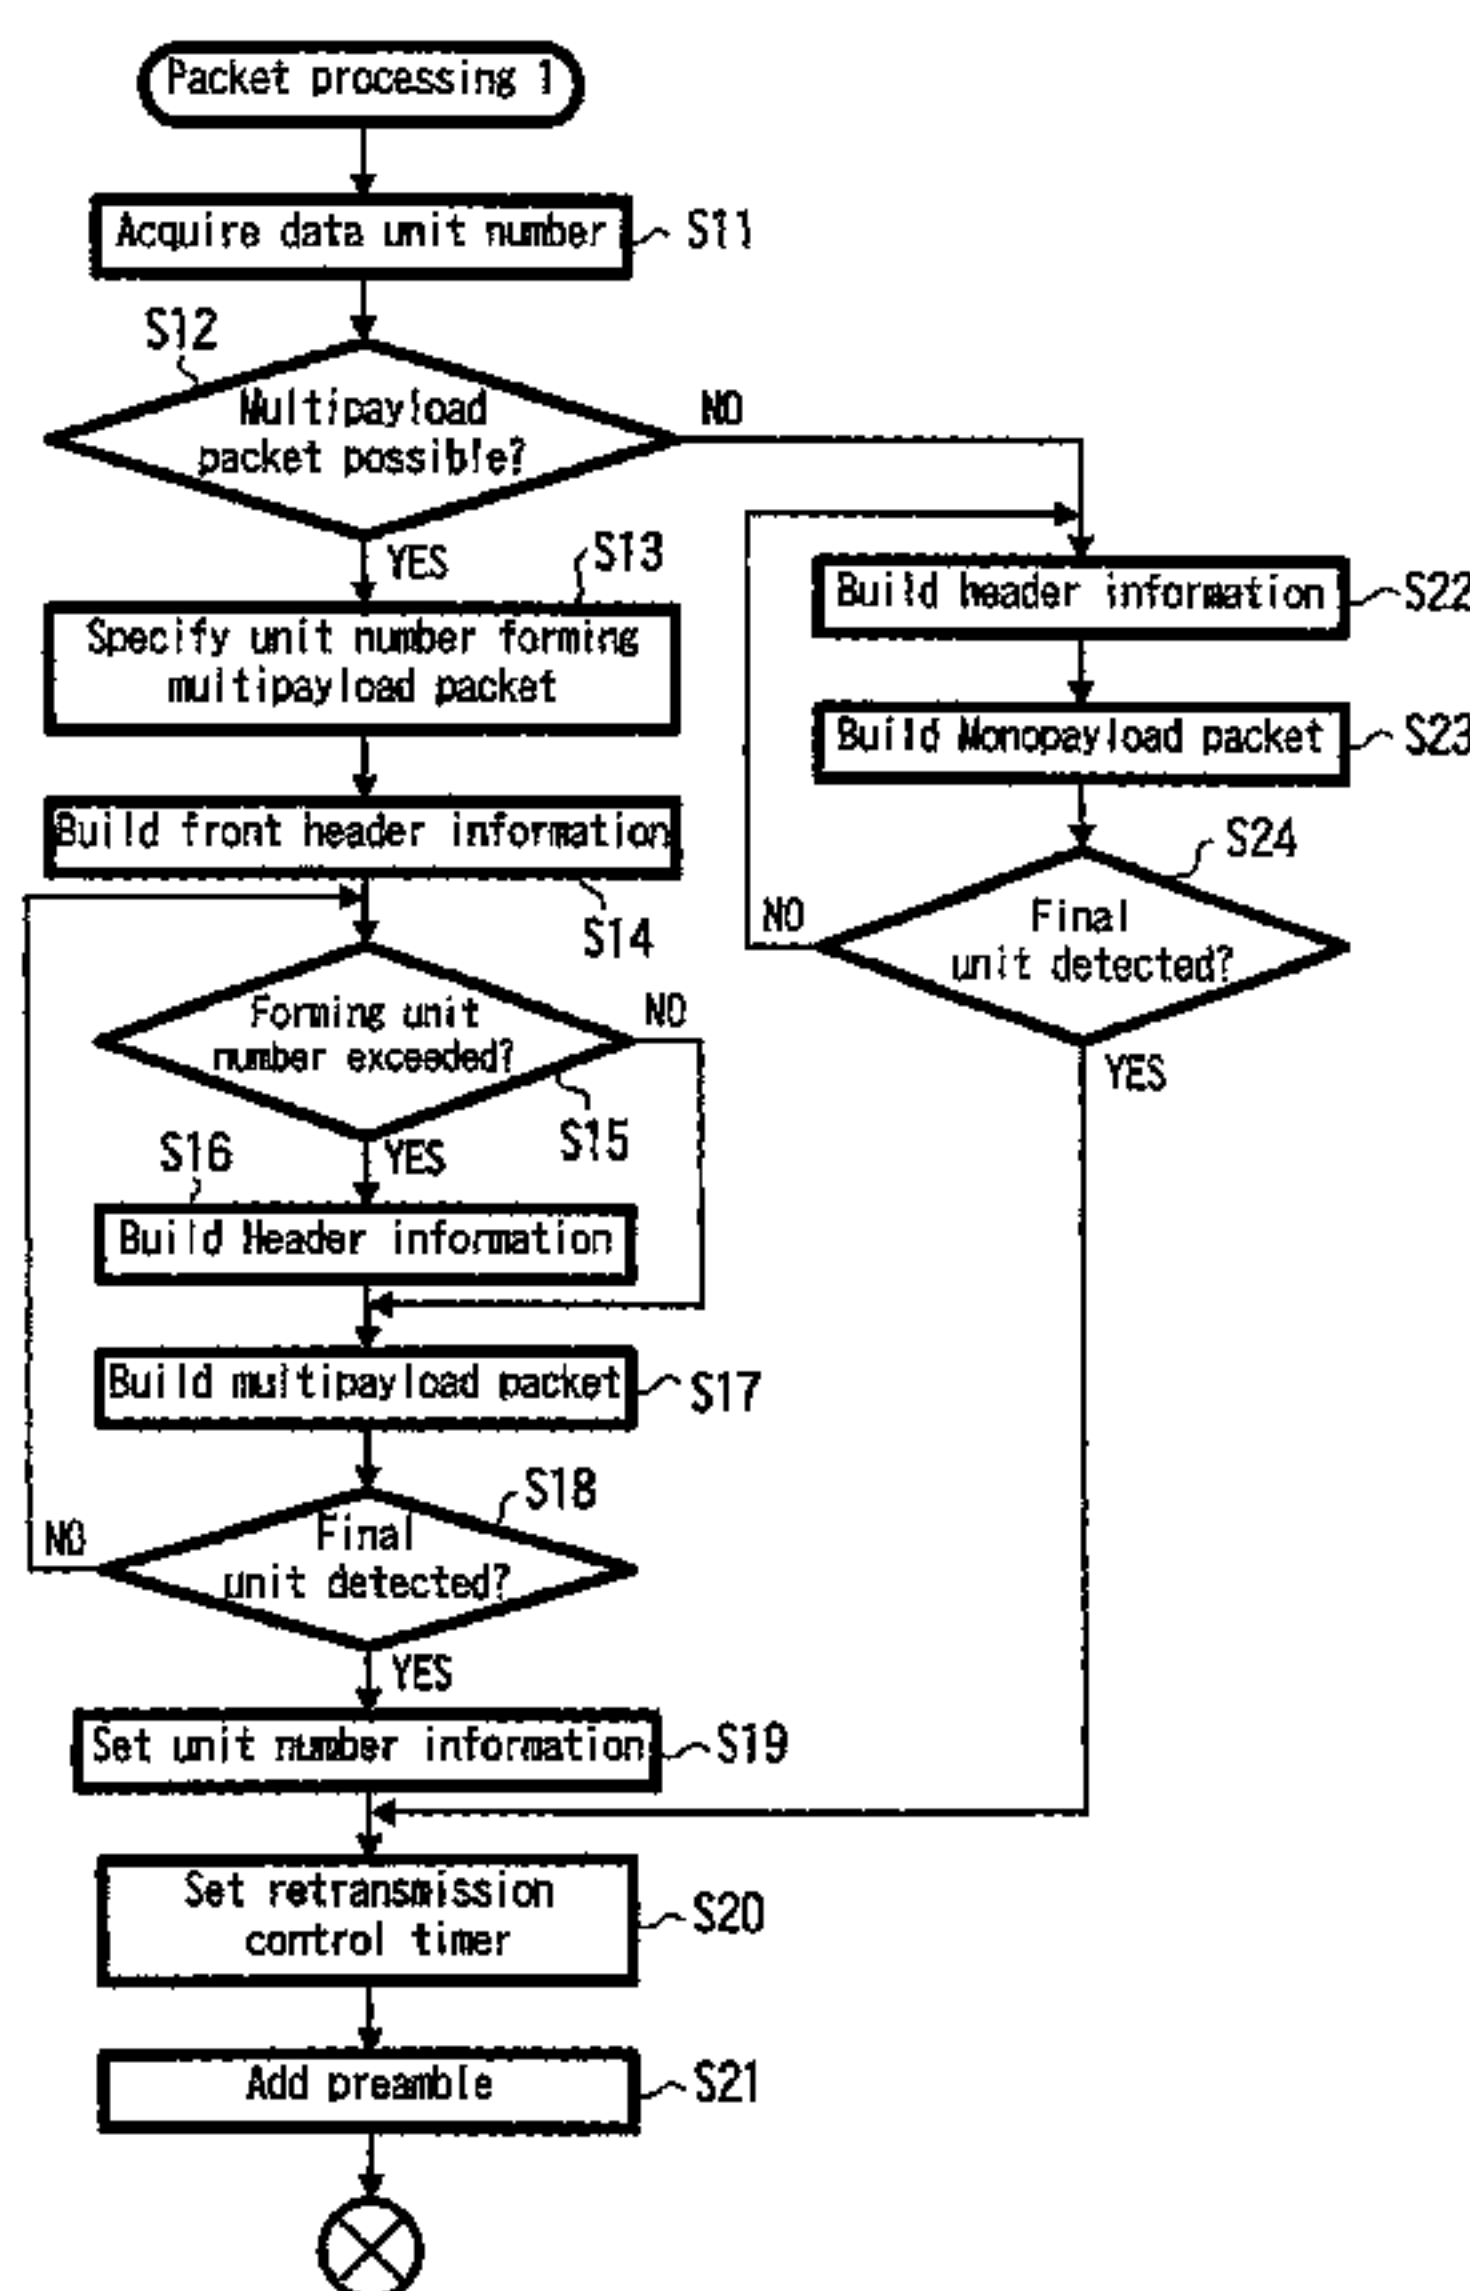 Packet processing 1
Acquire data unit number
S11
S12
Multipayload
packet possible?
NO
YES
S13
Specify unit number forming
multipayload packet
Build front header information
S14
Forming unit
number exceeded?
NO
S15
YES
S16
Build Header information
Build multipayload packet
S17
S18
Final
unit detected?
NO
YES
Set unit number information
S19
Set retransmission
control timer
S20
Add preamble
S21
Build header information
S22
Build Monopayload packet
S23
S24
Final
unit detected?
NO
YES